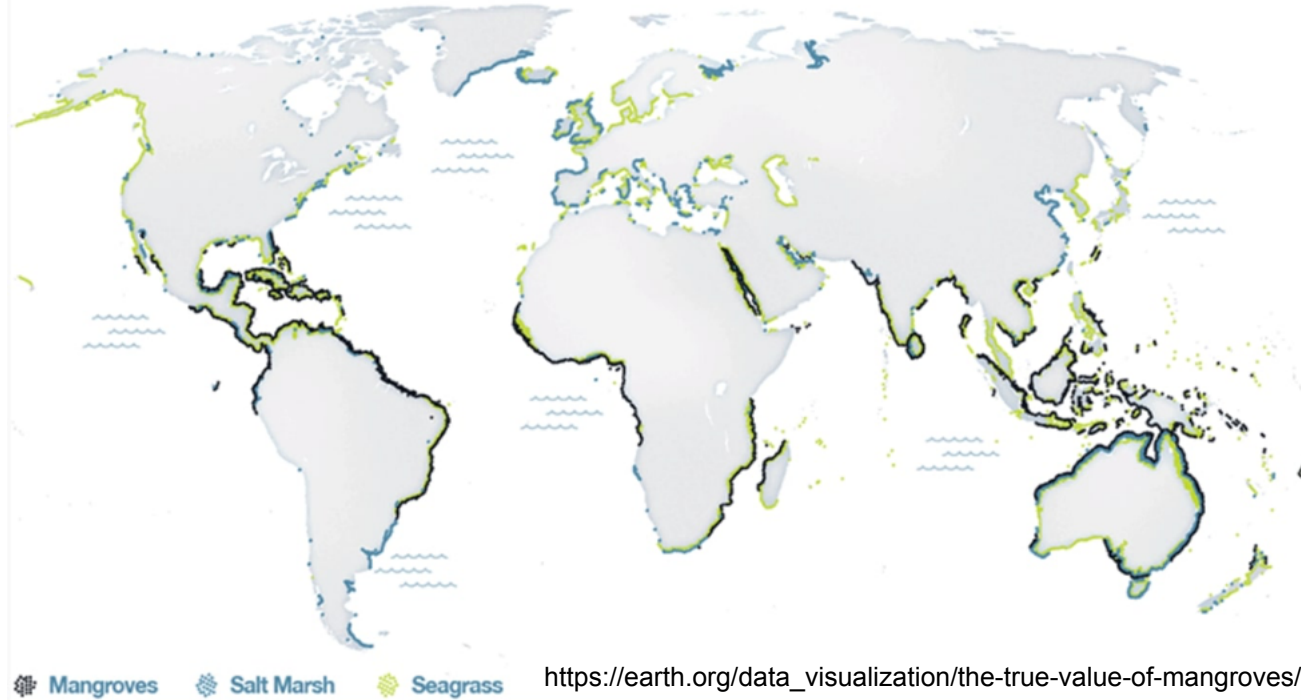 Mangroves
Salt Marsh
Seagrass
https://earth.org/data_visualization/the-true-value-of-mangroves/